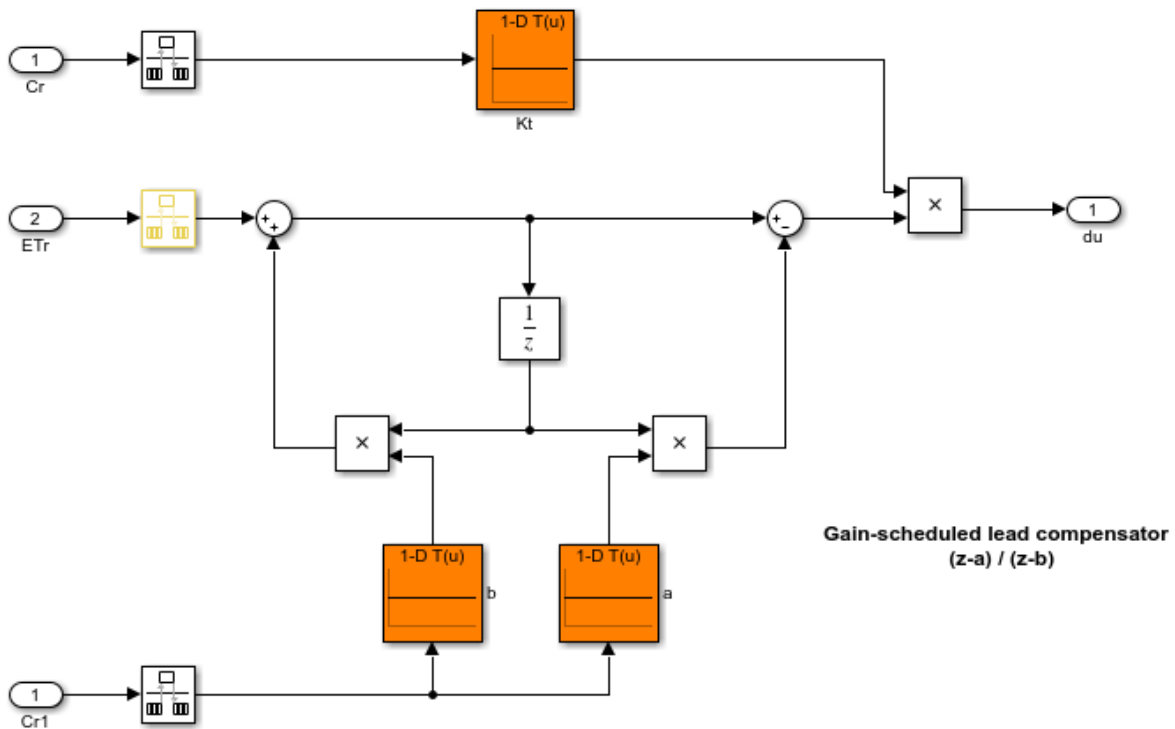 1-D T(u)
1
Cr
Kt
2
ETr
+
+
+
−
×
1
du
1
z
×
×
Gain-scheduled lead compensator
(z-a) / (z-b)
1-D T(u)
b
1-D T(u)
a
1
Cr1